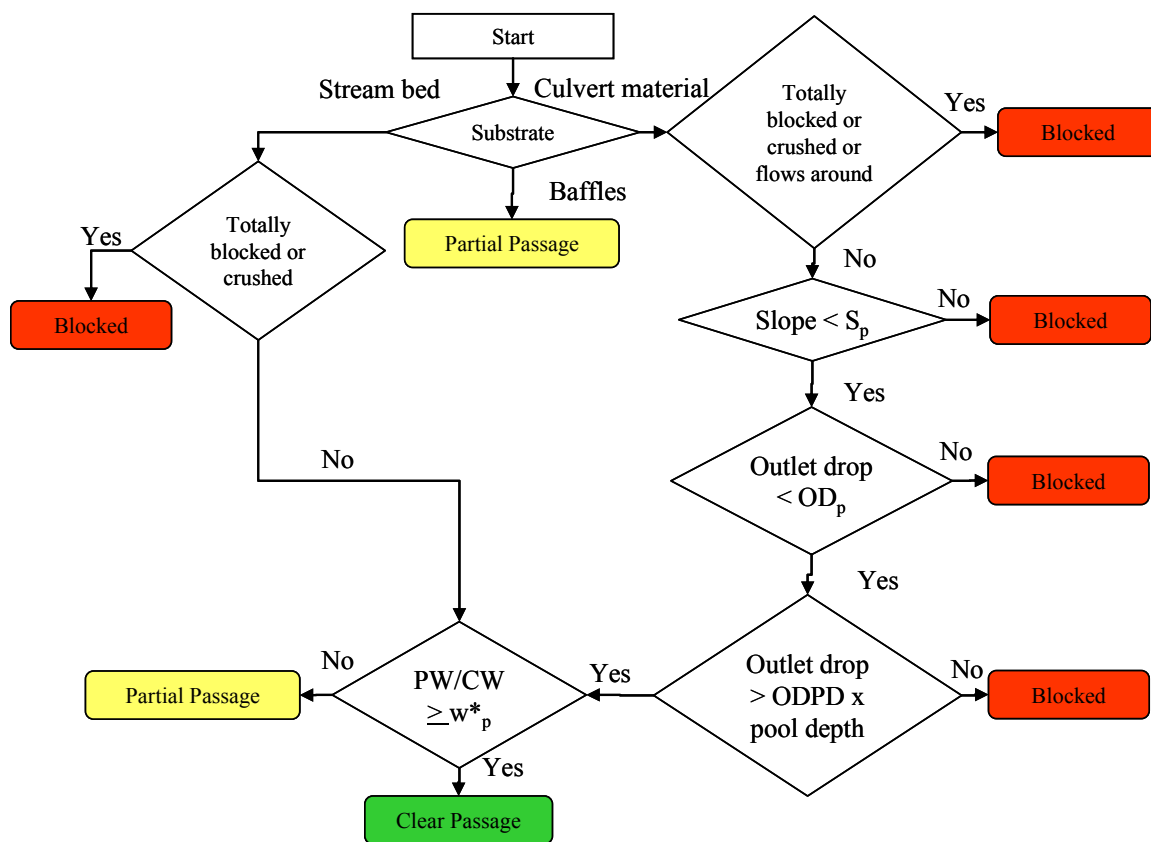 Start
Stream bed
Culvert material
Substrate
Baffles
Partial Passage
Totally
blocked or
crushed or
flows around
Yes
Blocked
No
Totally
blocked or
crushed
Yes
Blocked
No
Slope < Sp
No
Blocked
Yes
Outlet drop
< ODp
No
Blocked
Yes
Outlet drop
> ODPD x
pool depth
No
Blocked
Yes
PW/CW
≥ w*p
No
Partial Passage
Yes
Clear Passage